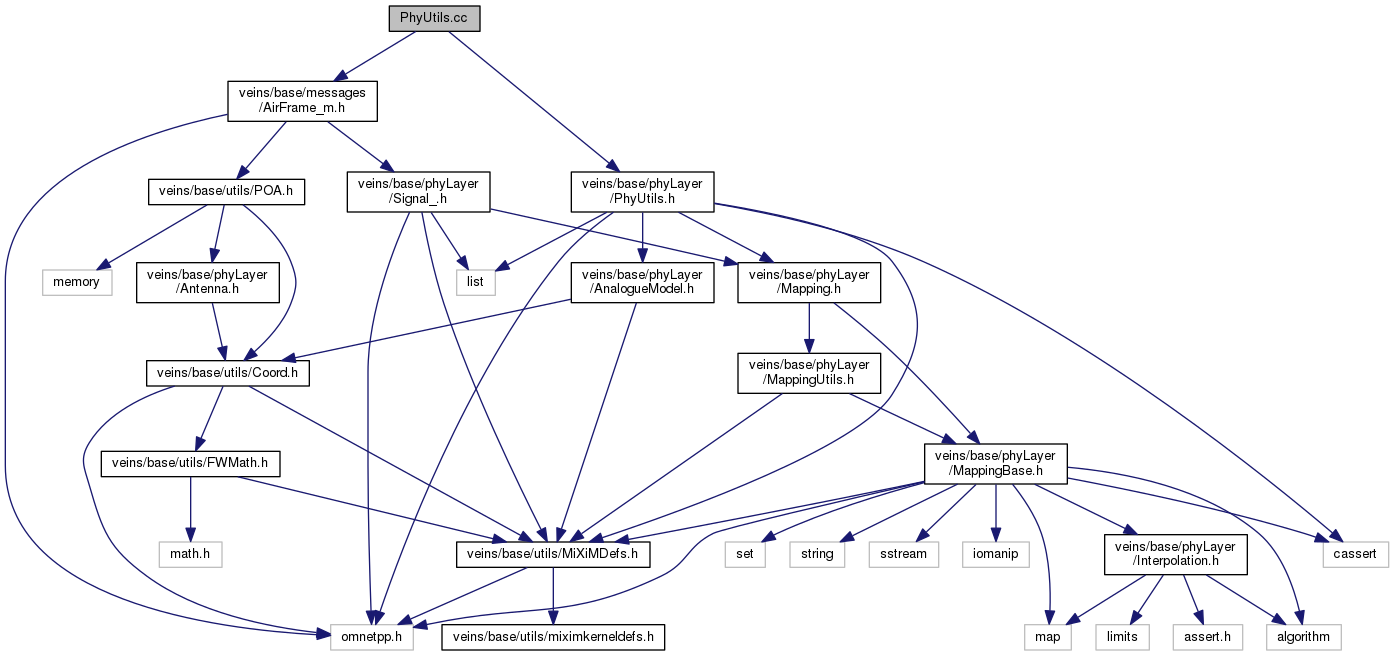 PhyUtils.cc
veins/base/messages
/AirFrame_m.h
veins/base/utils/POA.h
veins/base/phyLayer
/Signal_.h
veins/base/phyLayer
/PhyUtils.h
memory
veins/base/phyLayer
/Antenna.h
list
veins/base/phyLayer
/AnalogueModel.h
veins/base/phyLayer
/Mapping.h
veins/base/utils/Coord.h
veins/base/phyLayer
/MappingUtils.h
veins/base/utils/FWMath.h
veins/base/phyLayer
/MappingBase.h
math.h
veins/base/utils/MiXiMDefs.h
set
string
sstream
iomanip
veins/base/phyLayer
/Interpolation.h
cassert
omnetpp.h
veins/base/utils/miximkerneldefs.h
map
limits
assert.h
algorithm